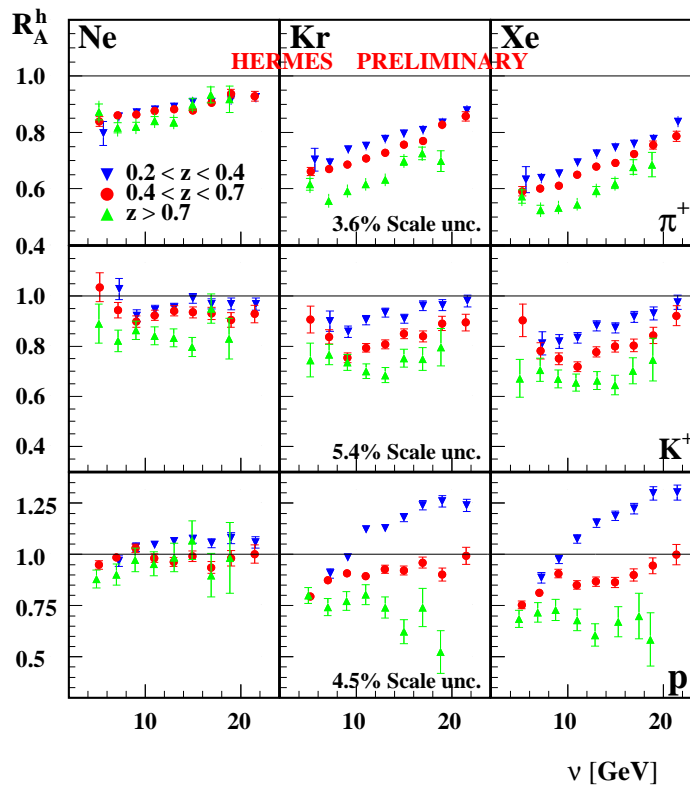 R_A^h
Ne Kr Xe
HERMES PRELIMINARY
1.0
0.8
0.6
0.4
0.2 < z < 0.4
0.4 < z < 0.7
z > 0.7
3.6% Scale unc.
π+
1.0
0.8
0.6
0.4
5.4% Scale unc.
K+
1.25
1.0
0.75
0.5
4.5% Scale unc.
p
10 20 10 20 10 20
ν [GeV]